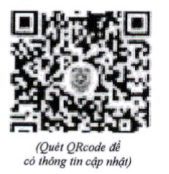 (Quét QRcode để
có thông tin cập nhật)